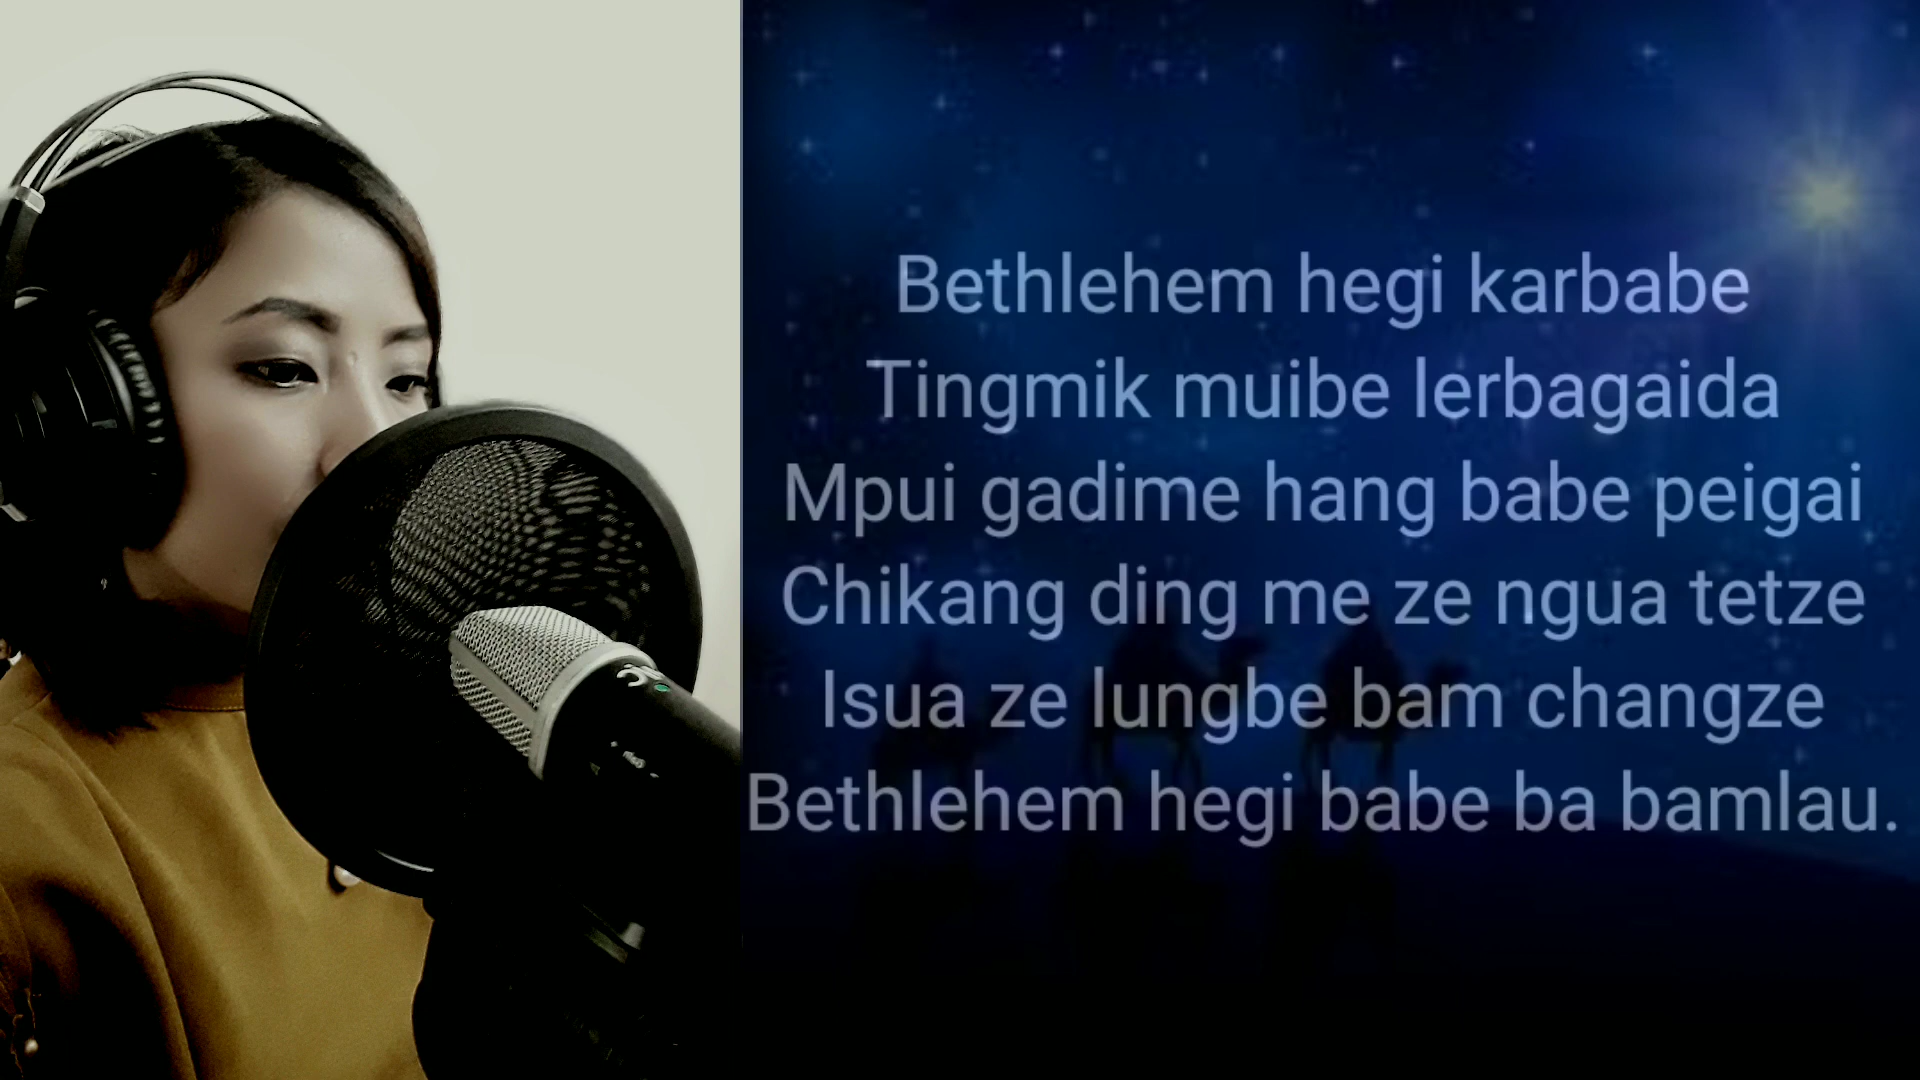 Bethlehem hegi karbabe
Tingmik muibe lerbagaida
Mpui gadime hang babe peigai
Chikang ding me ze ngua tetze
Isua ze lungbe bam changze
Bethlehem hegi babe ba bamlau.